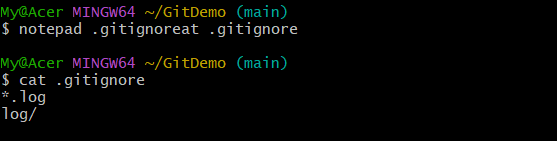 My@Acer MINGW64 ~/GitDemo (main)
$ notepad .gitignoreat .gitignore
My@Acer MINGW64 ~/GitDemo (main)
$ cat .gitignore
*.log
log/